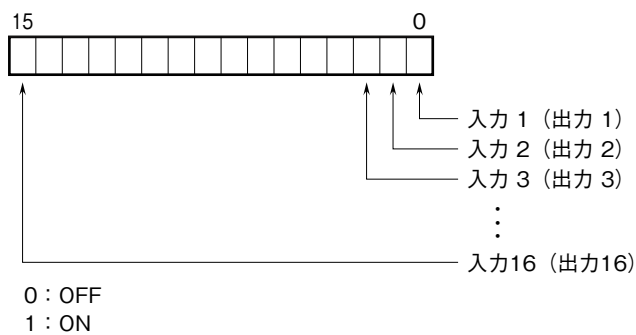 15 0
入力 1（出力 1）
入力 2（出力 2）
入力 3（出力 3）
⋮
入力16（出力16）
0：OFF
1：ON